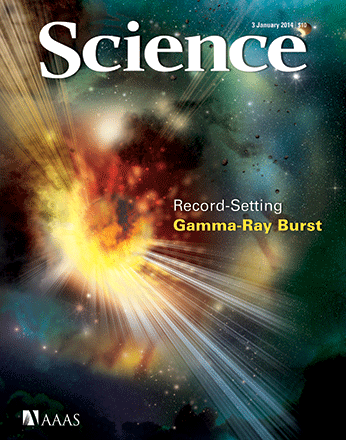 3 January 2014 | $10
Science
Record-Setting
Gamma-Ray Burst
AAAS